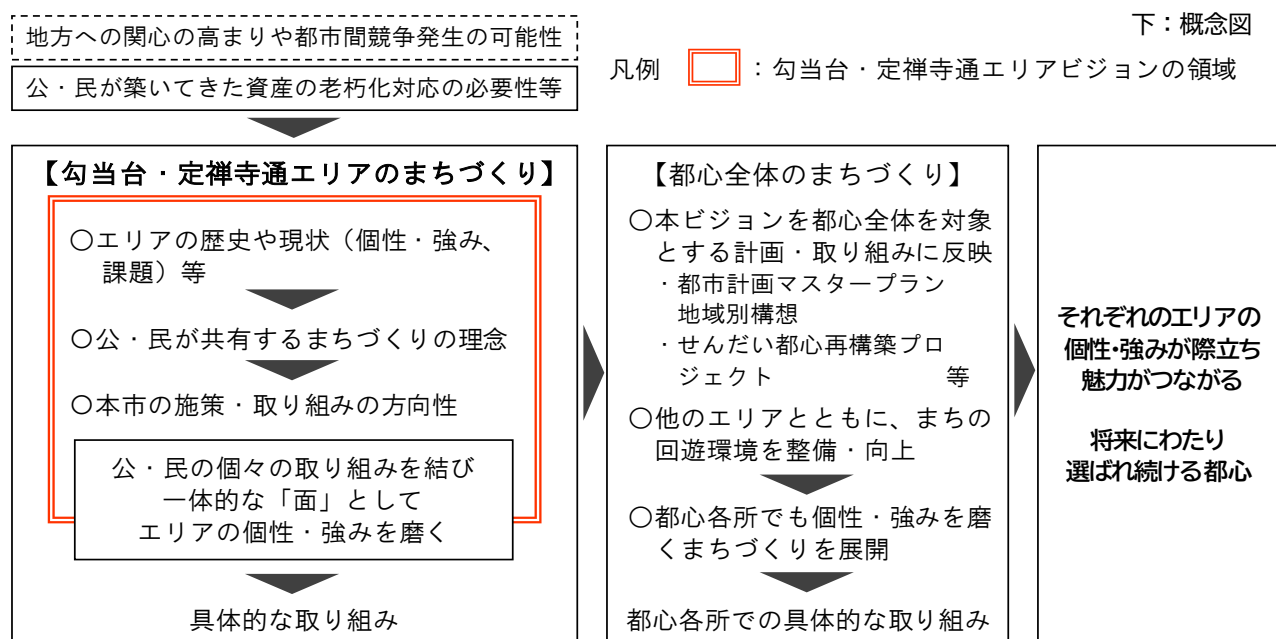 下：概念図
地方への関心の高まりや都市間競争発生の可能性
公・民が築いてきた資産の老朽化対応の必要性等
凡例 ：勾当台・定禅寺通エリアビジョンの領域
【勾当台・定禅寺通エリアのまちづくり】
〇エリアの歴史や現状（個性・強み、
課題）等
〇公・民が共有するまちづくりの理念
〇本市の施策・取り組みの方向性
公・民の個々の取り組みを結び
一体的な「面」として
エリアの個性・強みを磨く
具体的な取り組み
【都心全体のまちづくり】
〇本ビジョンを都心全体を対象
とする計画・取り組みに反映
・都市計画マスタープラン
地域別構想
・せんだい都心再構築プロ
ジェクト 等
〇他のエリアとともに、まちの
回遊環境を整備・向上
〇都心各所でも個性・強みを磨
くまちづくりを展開
都心各所での具体的な取り組み
それぞれのエリアの
個性・強みが際立ち
魅力がつながる
将来にわたり
選ばれ続ける都心